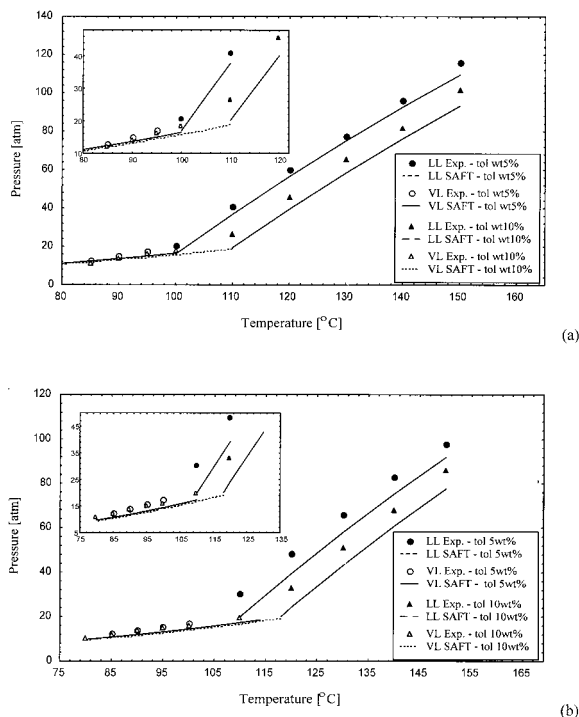 140
120
100
80
60
40
20
0
Pressure [atm]
40
30
20
10
80
90
100
110
120
LL Exp. - tol wt5%
LL SAFT - tol wt5%
VL Exp. - tol wt5%
VL SAFT - tol wt5%
LL Exp. - tol wt10%
LL SAFT - tol wt10%
VL Exp. - tol wt10%
VL SAFT - tol wt10%
80
90
100
110
120
130
140
150
160
Temperature [°C]
(a)
120
100
80
60
40
20
0
Pressure [atm]
45
35
25
15
5
75
85
95
105
115
125
135
LL Exp. - tol 5wt%
LL SAFT - tol 5wt%
VL Exp. - tol 5wt%
VL SAFT - tol 5wt%
LL Exp. - tol 10wt%
LL SAFT - tol 10wt%
VL Exp. - tol 10wt%
VL SAFT - tol 10wt%
75
85
95
105
115
125
135
145
155
165
Temperature [°C]
(b)